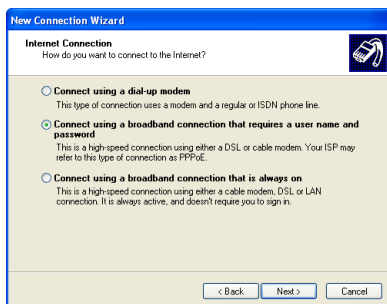 New Connection Wizard
Internet Connection
How do you want to connect to the Internet?
Connect using a dial-up modem
This type of connection uses a modem and a regular or ISDN phone line.
Connect using a broadband connection that requires a user name and
password
This is a high-speed connection using either a DSL or cable modem. Your ISP may
refer to this type of connection as PPPoE.
Connect using a broadband connection that is always on
This is a high-speed connection using either a cable modem, DSL or LAN
connection. It is always active, and doesn't require you to sign in.
< Back
Next >
Cancel